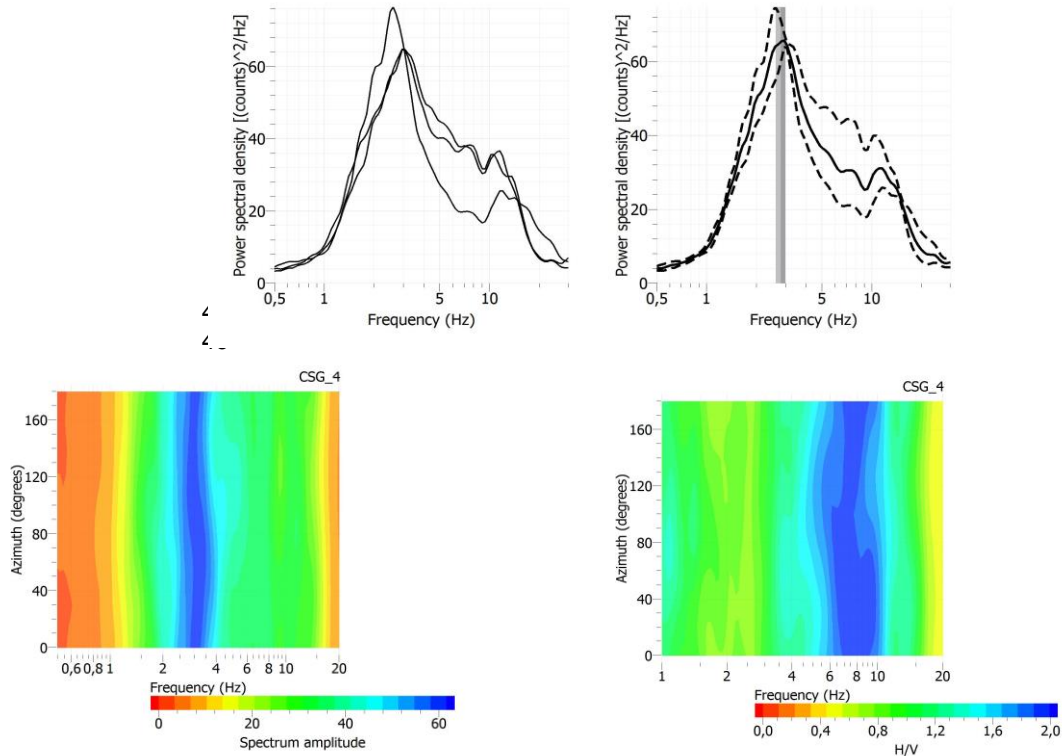 Power spectral density [(counts)^2/Hz]
60
40
20
0
0,5 1 5 10
Frequency (Hz)
Power spectral density [(counts)^2/Hz]
60
40
20
0
0,5 1 5 10
Frequency (Hz)
CSG_4
Azimuth (degrees)
160
120
80
40
0
0,6 0,8 1 2 4 6 8 10 20
Frequency (Hz)
0 20 40 60
Spectrum amplitude
CSG_4
Azimuth (degrees)
160
120
80
40
0
1 2 4 6 8 10 20
Frequency (Hz)
0,0 0,4 0,8 1,2 1,6 2,0
H/V